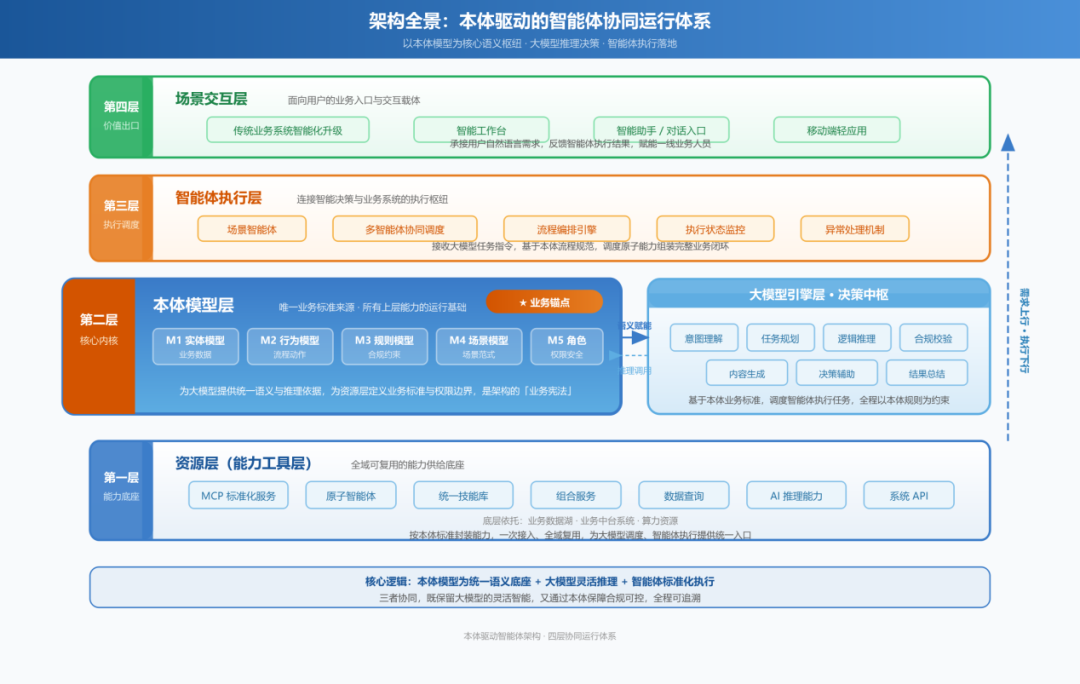 架构全景：本体驱动的智能体协同运行体系
以本体模型为核心语义枢纽 · 大模型推理决策 · 智能体执行落地
第四层
价值出口
场景交互层
面向用户的业务入口与交互载体
传统业务系统智能化升级
智能工作台
智能助手 / 对话入口
移动端轻应用
承接用户自然语言需求，反馈智能体执行结果，赋能一线业务人员
第三层
执行调度
智能体执行层
连接智能决策与业务系统的执行枢纽
场景智能体
多智能体协同调度
流程编排引擎
执行状态监控
异常处理机制
接收大模型任务指令，基于本体流程规范，调度原子能力组装完整业务闭环
第二层
核心内核
本体模型层
唯一业务标准来源 · 所有上层能力的运行基础
★ 业务锚点
M1 实体模型
业务数据
M2 行为模型
流程动作
M3 规则模型
合规约束
M4 场景模型
场景范式
M5 角色
权限安全
为大模型提供统一语义与推理依据，为资源层定义业务标准与权限边界，是架构的「业务宪法」
语义赋能
推理调用
大模型引擎层 · 决策中枢
意图理解
任务规划
逻辑推理
合规校验
内容生成
决策辅助
结果总结
基于本体业务标准，调度智能体执行任务，全程以本体规则为约束
需求上行 · 执行下行
第一层
能力底座
资源层（能力工具层）
全域可复用的能力供给底座
MCP 标准化服务
原子智能体
统一技能库
组合服务
数据查询
AI 推理能力
系统 API
底层依托：业务数据湖 · 业务中台系统 · 算力资源
按本体标准封装能力，一次接入、全域复用，为大模型调度、智能体执行提供统一入口
核心逻辑：本体模型为统一语义底座 + 大模型灵活推理 + 智能体标准化执行
三者协同，既保留大模型的灵活智能，又通过本体保障合规可控，全程可追溯
本体驱动智能体架构 · 四层协同运行体系